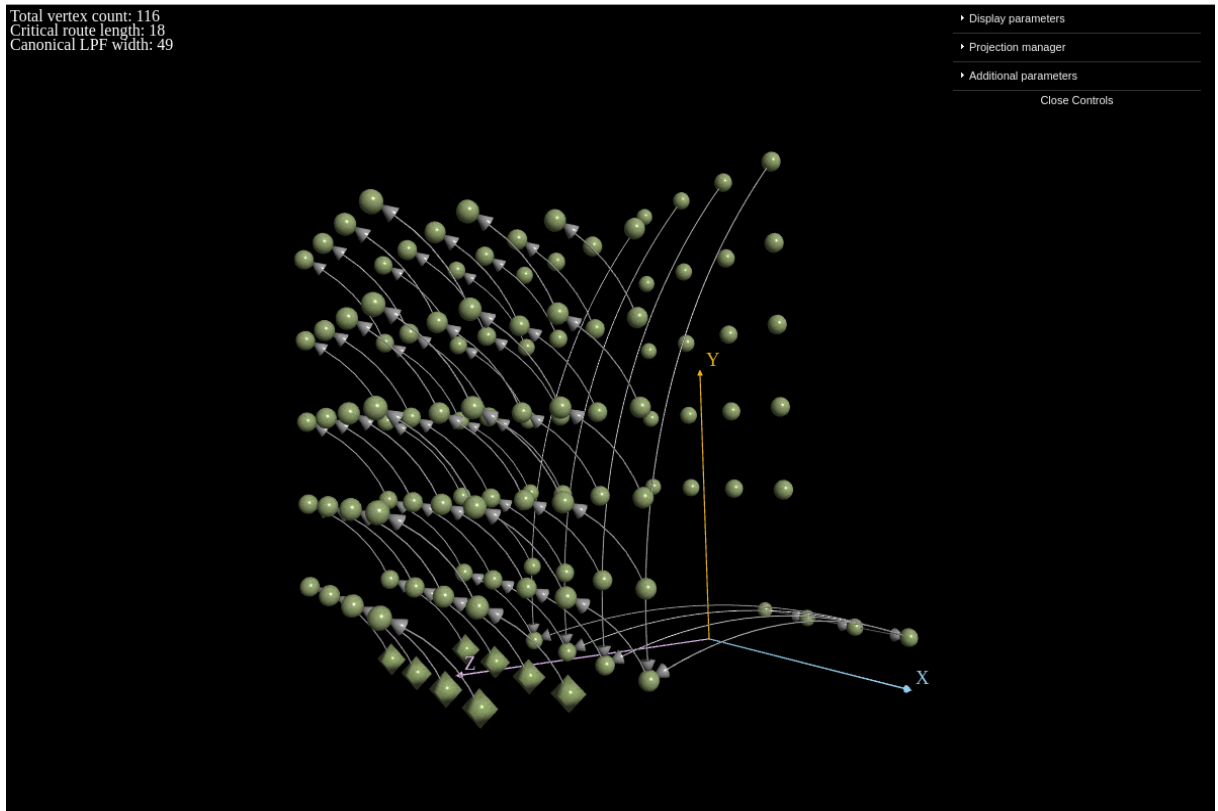 Total vertex count: 116
Critical route length: 18
Canonical LPF width: 49
Display parameters
Projection manager
Additional parameters
Close Controls
Y
Z
X